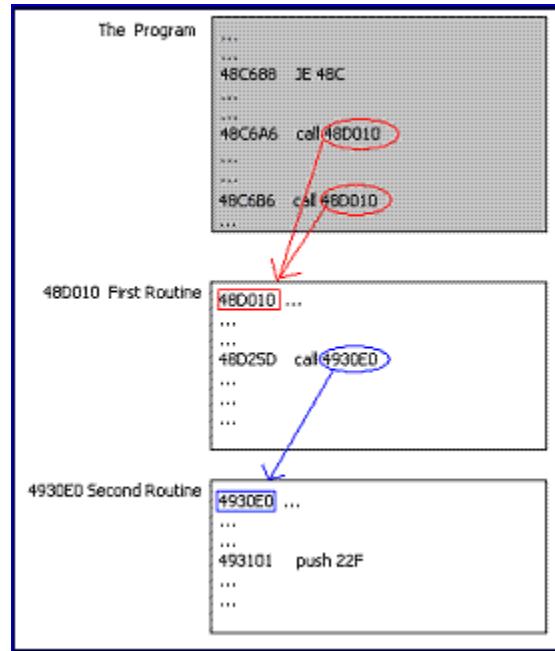 The Program
...
...
48C688 JE 48C
...
...
48C6A6 call 48D010
...
...
48C6B6 call 48D010
...
48D010 First Routine
48D010 ...
...
...
48D25D call 4930E0
...
...
...
4930E0 Second Routine
4930E0 ...
...
...
493101 push 22F
...
...